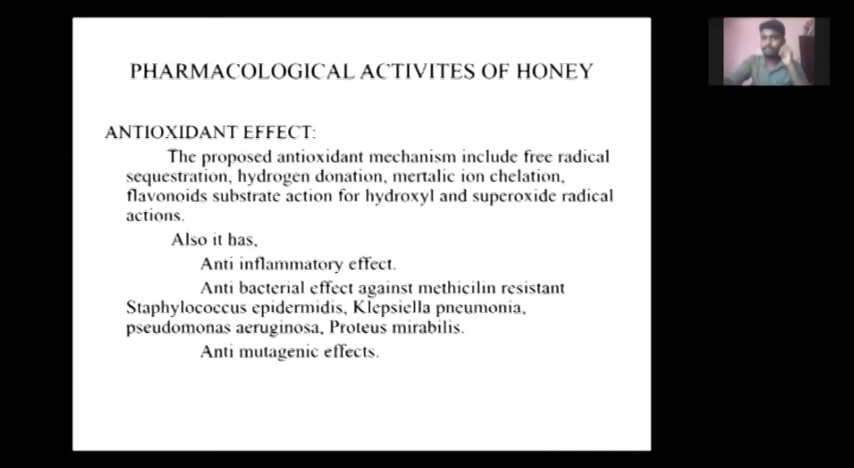 PHARMACOLOGICAL ACTIVITES OF HONEY
ANTIOXIDANT EFFECT:
The proposed antioxidant mechanism include free radical
sequestration, hydrogen donation, mertalic ion chelation,
flavonoids substrate action for hydroxyl and superoxide radical
actions.
Also it has,
Anti inflammatory effect.
Anti bacterial effect against methicilin resistant
Staphylococcus epidermidis, Klepsiella pneumonia,
pseudomonas aeruginosa, Proteus mirabilis.
Anti mutagenic effects.